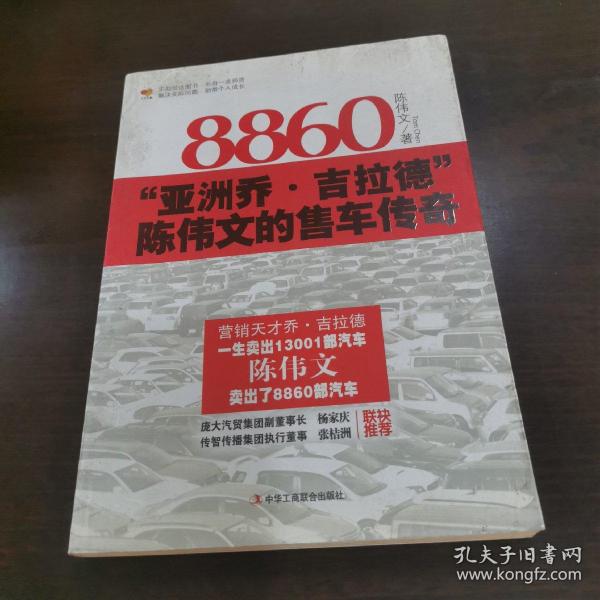 8860
陈伟文/著
Tom Chen
“亚洲乔·吉拉德”
陈伟文的售车传奇
营销天才乔·吉拉德
一生卖出13001部汽车
陈伟文
卖出了8860部汽车
庞大汽贸集团副董事长 杨家庆
传智传播集团执行董事 张桔洲
联袂
推荐
中华工商联合出版社
孔夫子旧书网
www.kongfz.com